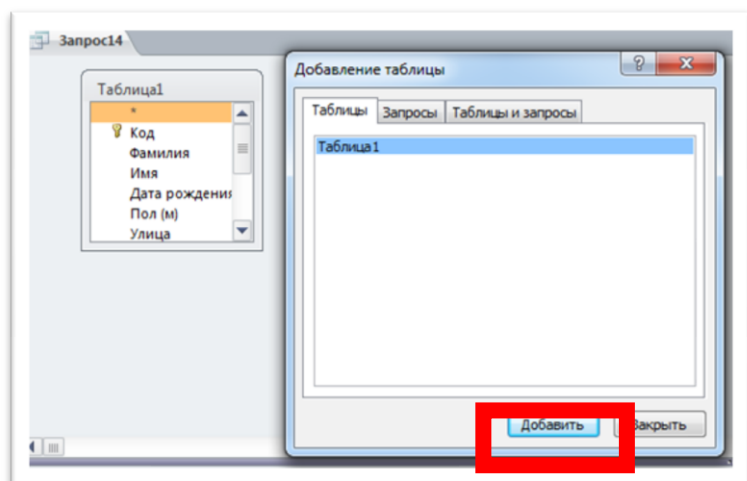 Запрос14
Таблица1
*
Код
Фамилия
Имя
Дата рождения
Пол (м)
Улица
Добавление таблицы
Таблицы Запросы Таблицы и запросы
Таблица1
Добавить Закрыть